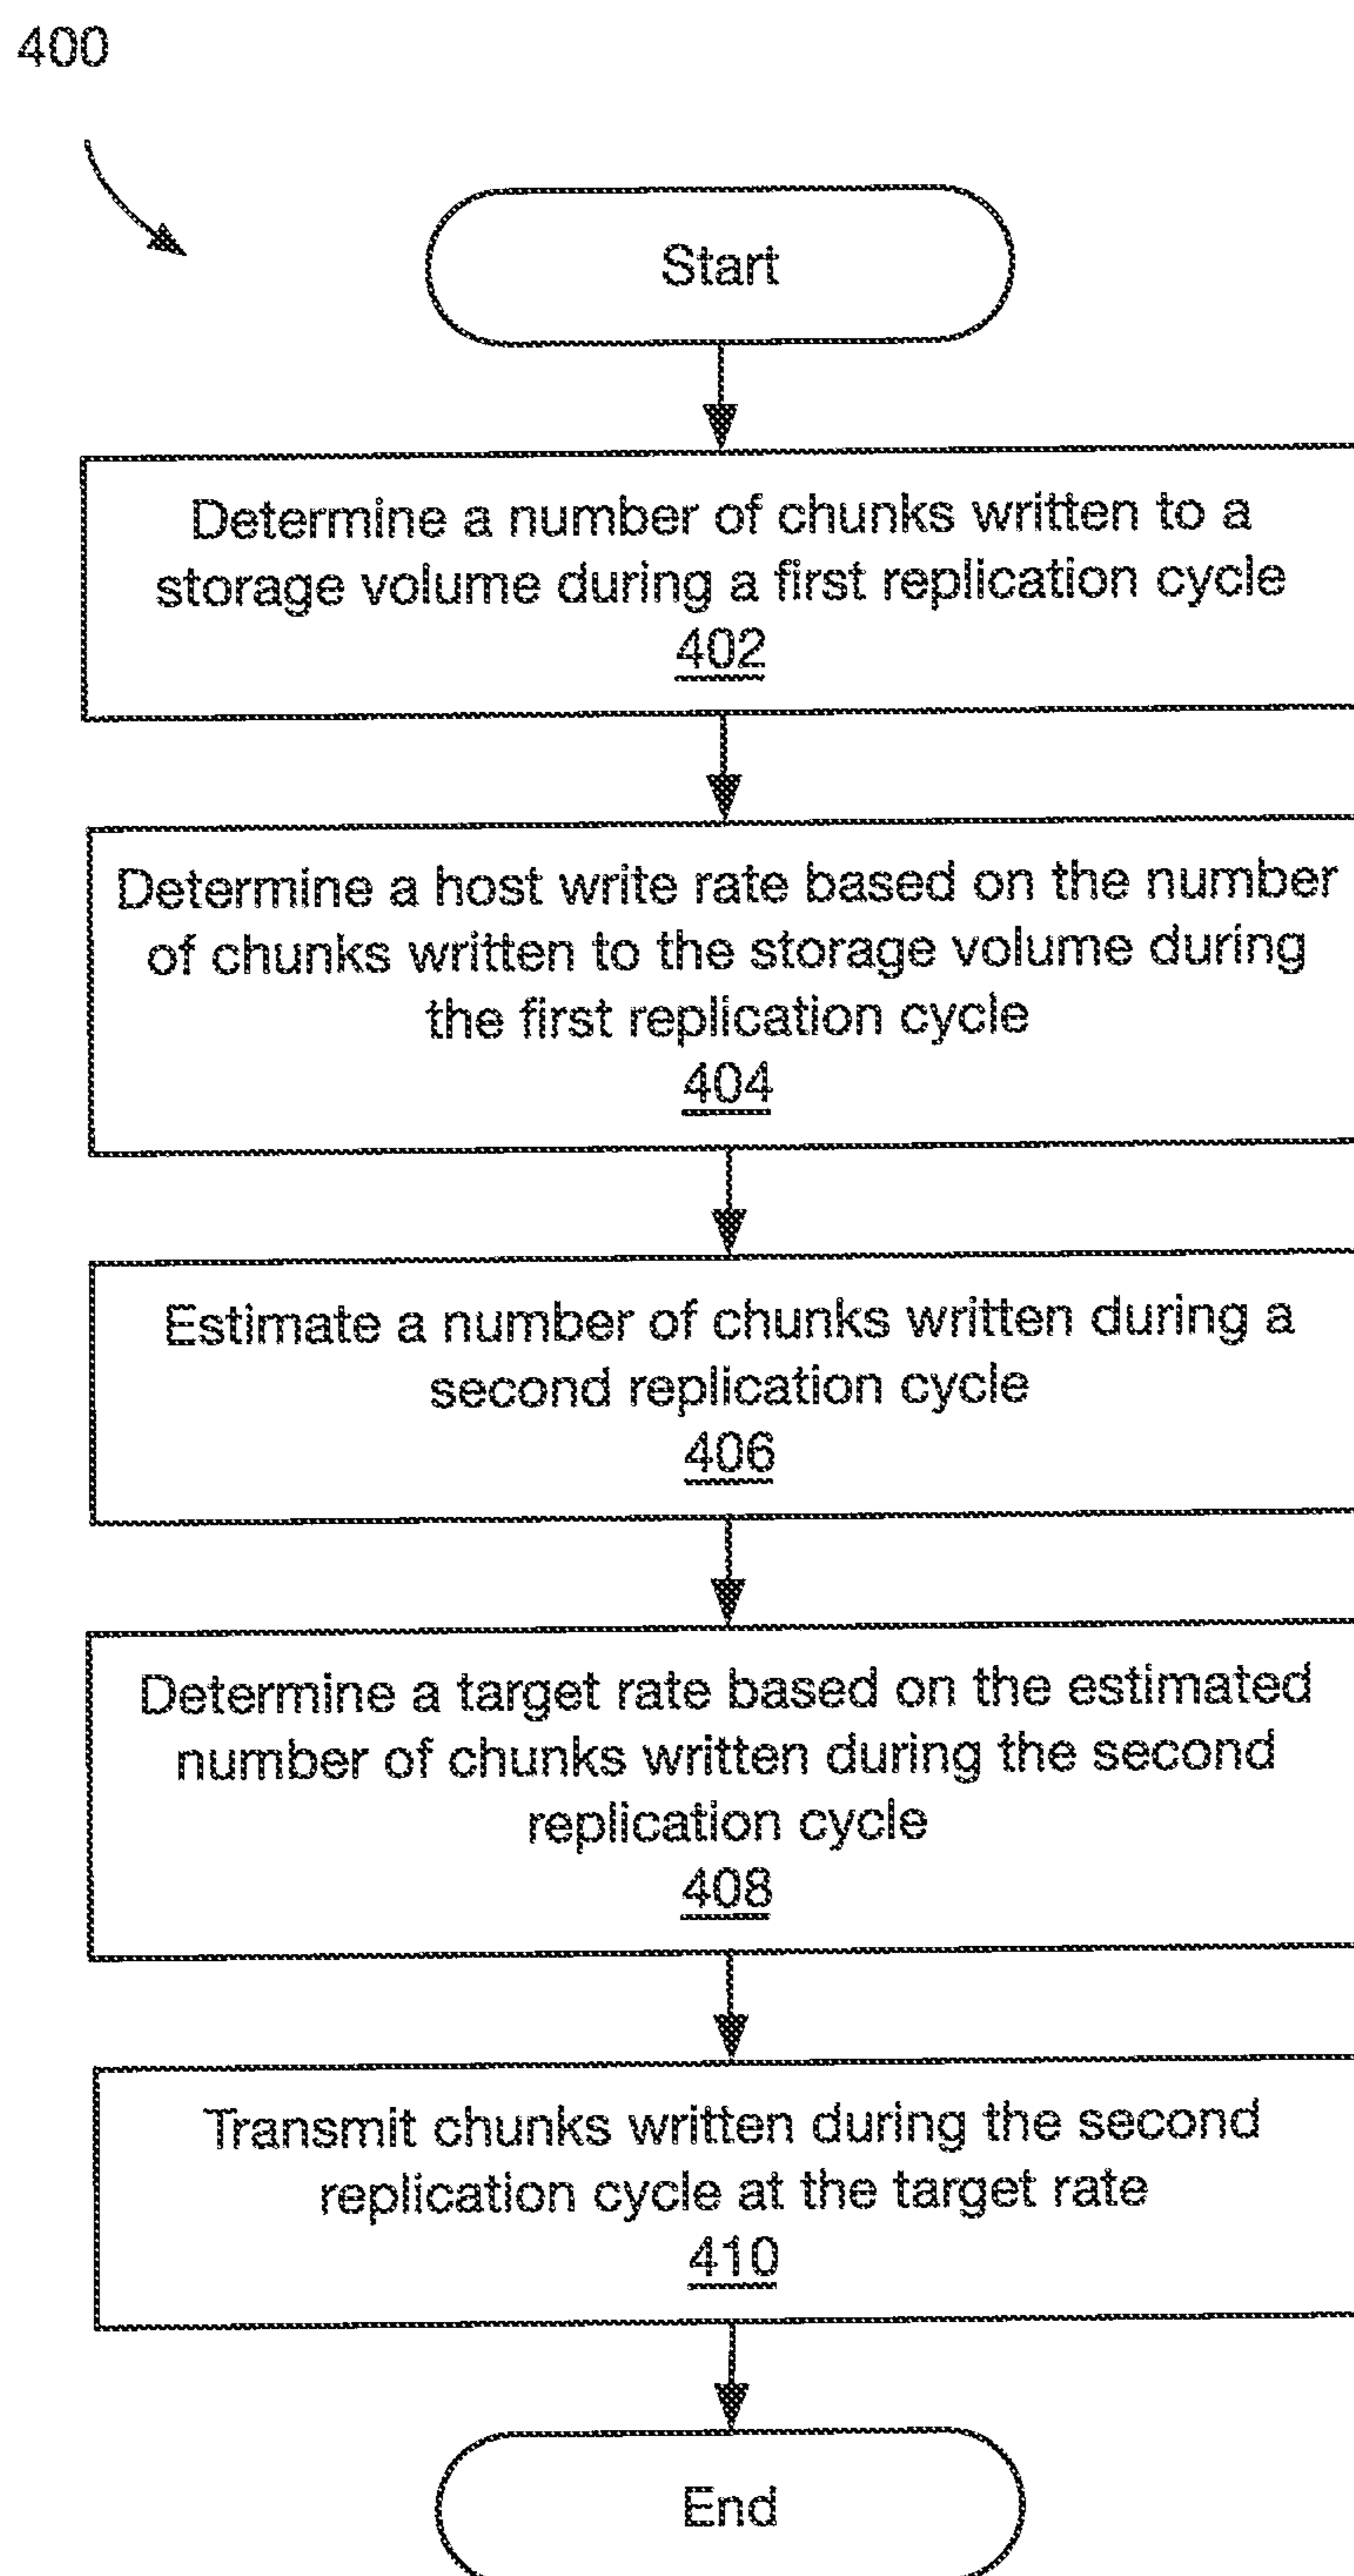 400
Start
Determine a number of chunks written to a
storage volume during a first replication cycle
402
Determine a host write rate based on the number
of chunks written to the storage volume during
the first replication cycle
404
Estimate a number of chunks written during a
second replication cycle
406
Determine a target rate based on the estimated
number of chunks written during the second
replication cycle
408
Transmit chunks written during the second
replication cycle at the target rate
410
End